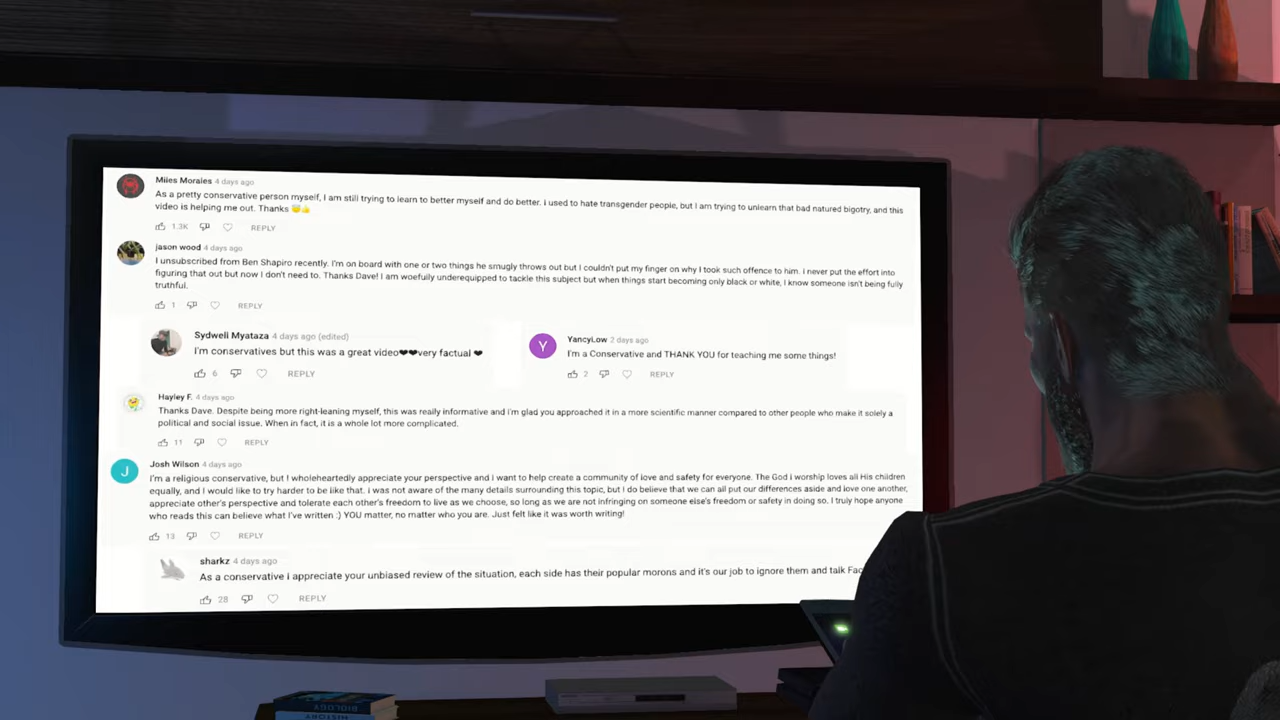 Miles Morales 4 days ago
As a pretty conservative person myself, I am still trying to learn to better myself and do better. I used to hate transgender people, but I am trying to unlearn that bad natured bigotry, and this
video is helping me out. Thanks 😇👍
1.3K REPLY
jason wood 4 days ago
I unsubscribed from Ben Shapiro recently. I'm on board with one or two things he smugly throws out but I couldn't put my finger on why I took such offence to him. I never put the effort into
figuring that out but now I don't need to. Thanks Dave! I am woefully underequipped to tackle this subject but when things start becoming only black or white, I know someone isn't being fully
truthful.
1 REPLY
Sydwell Myataza 4 days ago (edited)
I'm conservatives but this was a great video❤❤very factual ❤
6 REPLY
Y
YancyLow 2 days ago
I'm a Conservative and THANK YOU for teaching me some things!
2 REPLY
Hayley F. 4 days ago
Thanks Dave. Despite being more right-leaning myself, this was really informative and I'm glad you approached it in a more scientific manner compared to other people who make it solely a
political and social issue. When in fact, it is a whole lot more complicated.
11 REPLY
J
Josh Wilson 4 days ago
I'm a religious conservative, but I wholeheartedly appreciate your perspective and I want to help create a community of love and safety for everyone. The God I worship loves all His children
equally, and I would like to try harder to be like that. I was not aware of the many details surrounding this topic, but I do believe that we can all put our differences aside and love one another,
appreciate other's perspective and tolerate each other's freedom to live as we choose, so long as we are not infringing on someone else's freedom or safety in doing so. I truly hope anyone
who reads this can believe what I've written :) YOU matter, no matter who you are. Just felt like it was worth writing!
13 REPLY
sharkz 4 days ago
As a conservative I appreciate your unbiased review of the situation, each side has their popular morons and it's our job to ignore them and talk Fac
28 REPLY
BIOLOGY
HISTORY